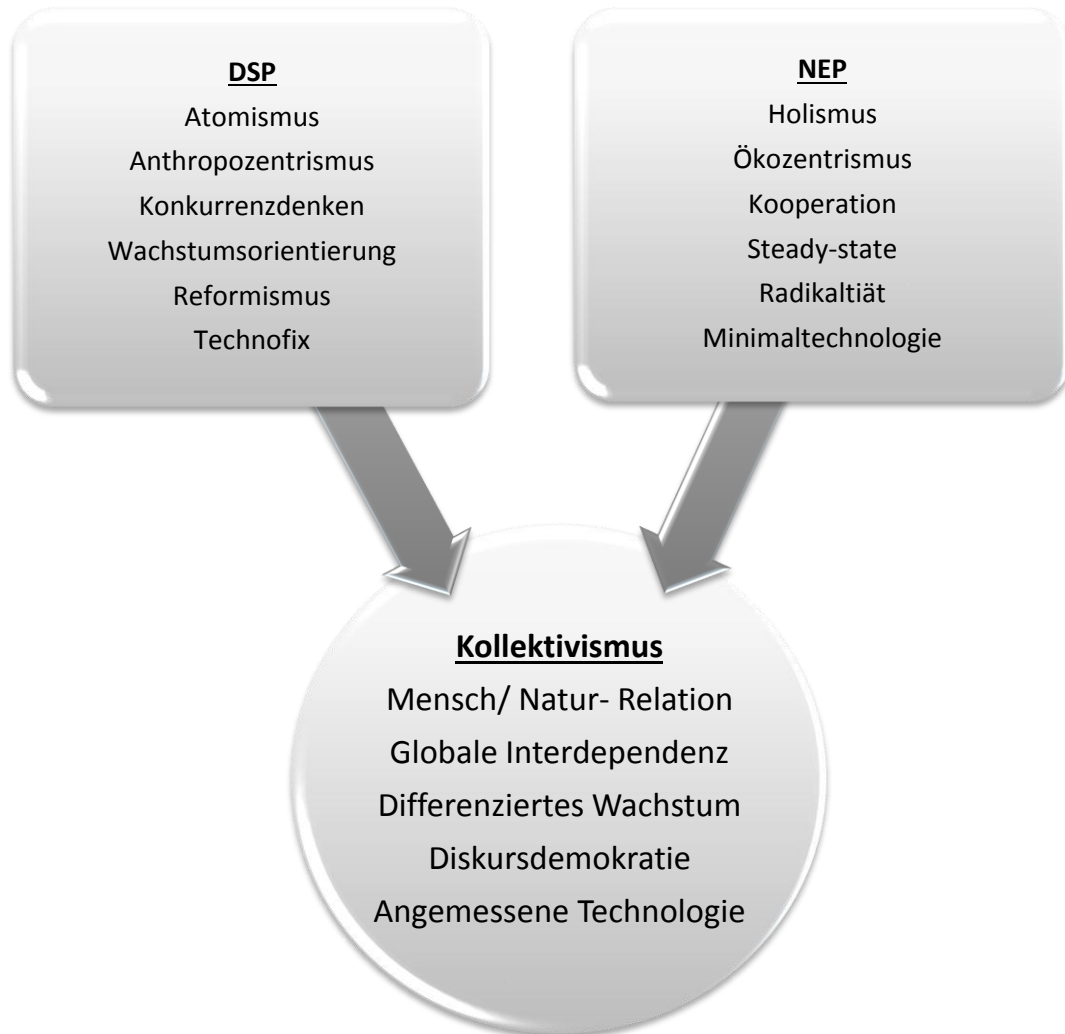 DSP
Atomismus
Anthropozentrismus
Konkurrenzdenken
Wachstumsorientierung
Reformismus
Technofix
NEP
Holismus
Ökozentrismus
Kooperation
Steady-state
Radikaltiät
Minimaltechnologie
Kollektivismus
Mensch/ Natur- Relation
Globale Interdependenz
Differenziertes Wachstum
Diskursdemokratie
Angemessene Technologie